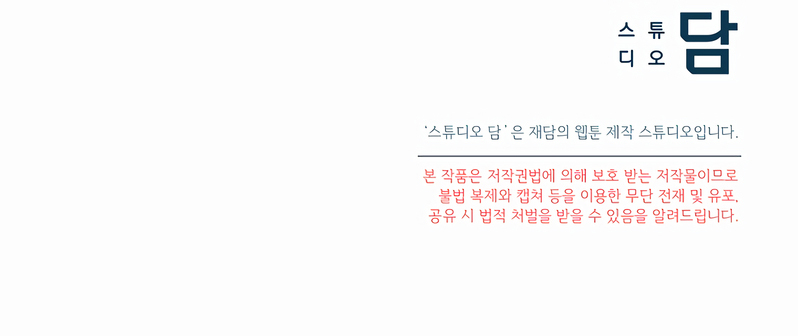 스튜
디오
담
'스튜디오 담'은 재담의 웹툰 제작 스튜디오입니다.
본 작품은 저작권법에 의해 보호 받는 저작물이므로
불법 복제와 캡처 등을 이용한 무단 전재 및 유포,
공유 시 법적 처벌을 받을 수 있음을 알려드립니다.